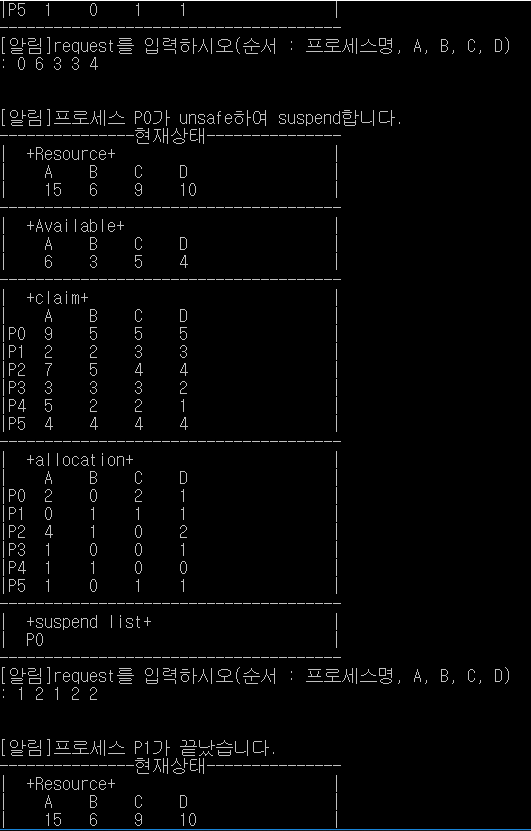 |P5 1 0 1 1 |
--------------------------------------
[알림]request를 입력하시오(순서 : 프로세스명, A, B, C, D)
: 0 6 3 3 4
[알림]프로세스 P0가 unsafe하여 suspend합니다.
---------------현재상태---------------
| +Resource+ |
| A B C D |
| 15 6 9 10 |
--------------------------------------
| +Available+ |
| A B C D |
| 6 3 5 4 |
--------------------------------------
| +claim+ |
| A B C D |
|P0 9 5 5 5 |
|P1 2 2 3 3 |
|P2 7 5 4 4 |
|P3 3 3 3 2 |
|P4 5 2 2 1 |
|P5 4 4 4 4 |
--------------------------------------
| +allocation+ |
| A B C D |
|P0 2 0 2 1 |
|P1 0 1 1 1 |
|P2 4 1 0 2 |
|P3 1 0 0 1 |
|P4 1 1 0 0 |
|P5 1 0 1 1 |
--------------------------------------
| +suspend list+ |
| P0 |
--------------------------------------
[알림]request를 입력하시오(순서 : 프로세스명, A, B, C, D)
: 1 2 1 2 2
[알림]프로세스 P1가 끝났습니다.
---------------현재상태---------------
| +Resource+ |
| A B C D |
| 15 6 9 10 |